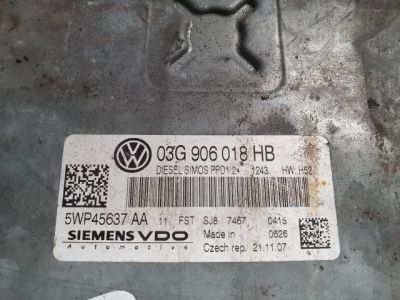 03G 906 018 HB
DIESEL SIMOS PPD1.2+ 1243 HW: H52
5WP45637 AA 11 FST SJ8 7467 0415
SIEMENS VDO Made in 0626
Automotive Czech rep. 21.11.07